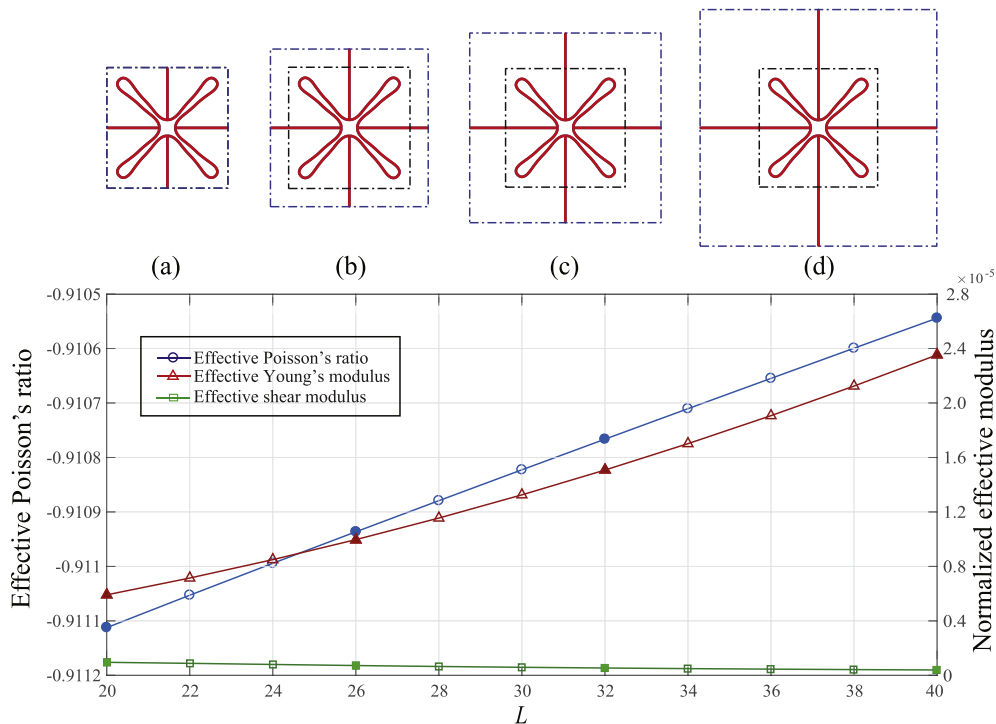 (a) (b) (c) (d)
×10⁻⁵
-0.9105 2.8
-0.9106 2.4
-0.9107 2.0
-0.9108 1.6
-0.9109 1.2
-0.911 0.8
-0.9111 0.4
-0.9112 0
Effective Poisson's ratio
Effective Poisson's ratio
Effective Young's modulus
Effective shear modulus
Normalized effective modulus
20 22 24 26 28 30 32 34 36 38 40
L